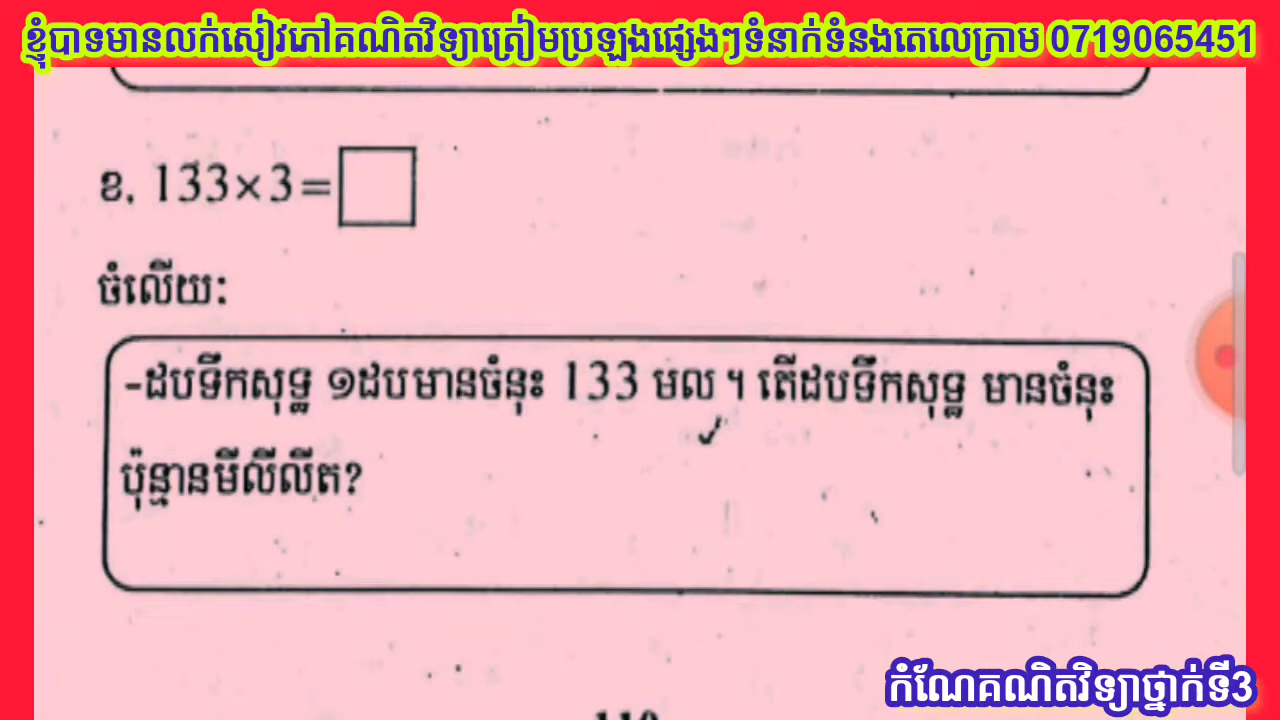 ខ្ញុំបាទមានលក់សៀវភៅគណិតវិទ្យាត្រៀមប្រឡងផ្សេងៗទំនាក់ទំនងតេលេក្រាម 0719065451
ខ. 133×3=
ចំលើយ:
-ដបទឹកសុទ្ធ ១ដបមានចំនុះ 133 មល ។ តើដបទឹកសុទ្ធ មានចំនុះ
ប៉ុន្មានមីលីលីត?
កំណែគណិតវិទ្យាថ្នាក់ទី3